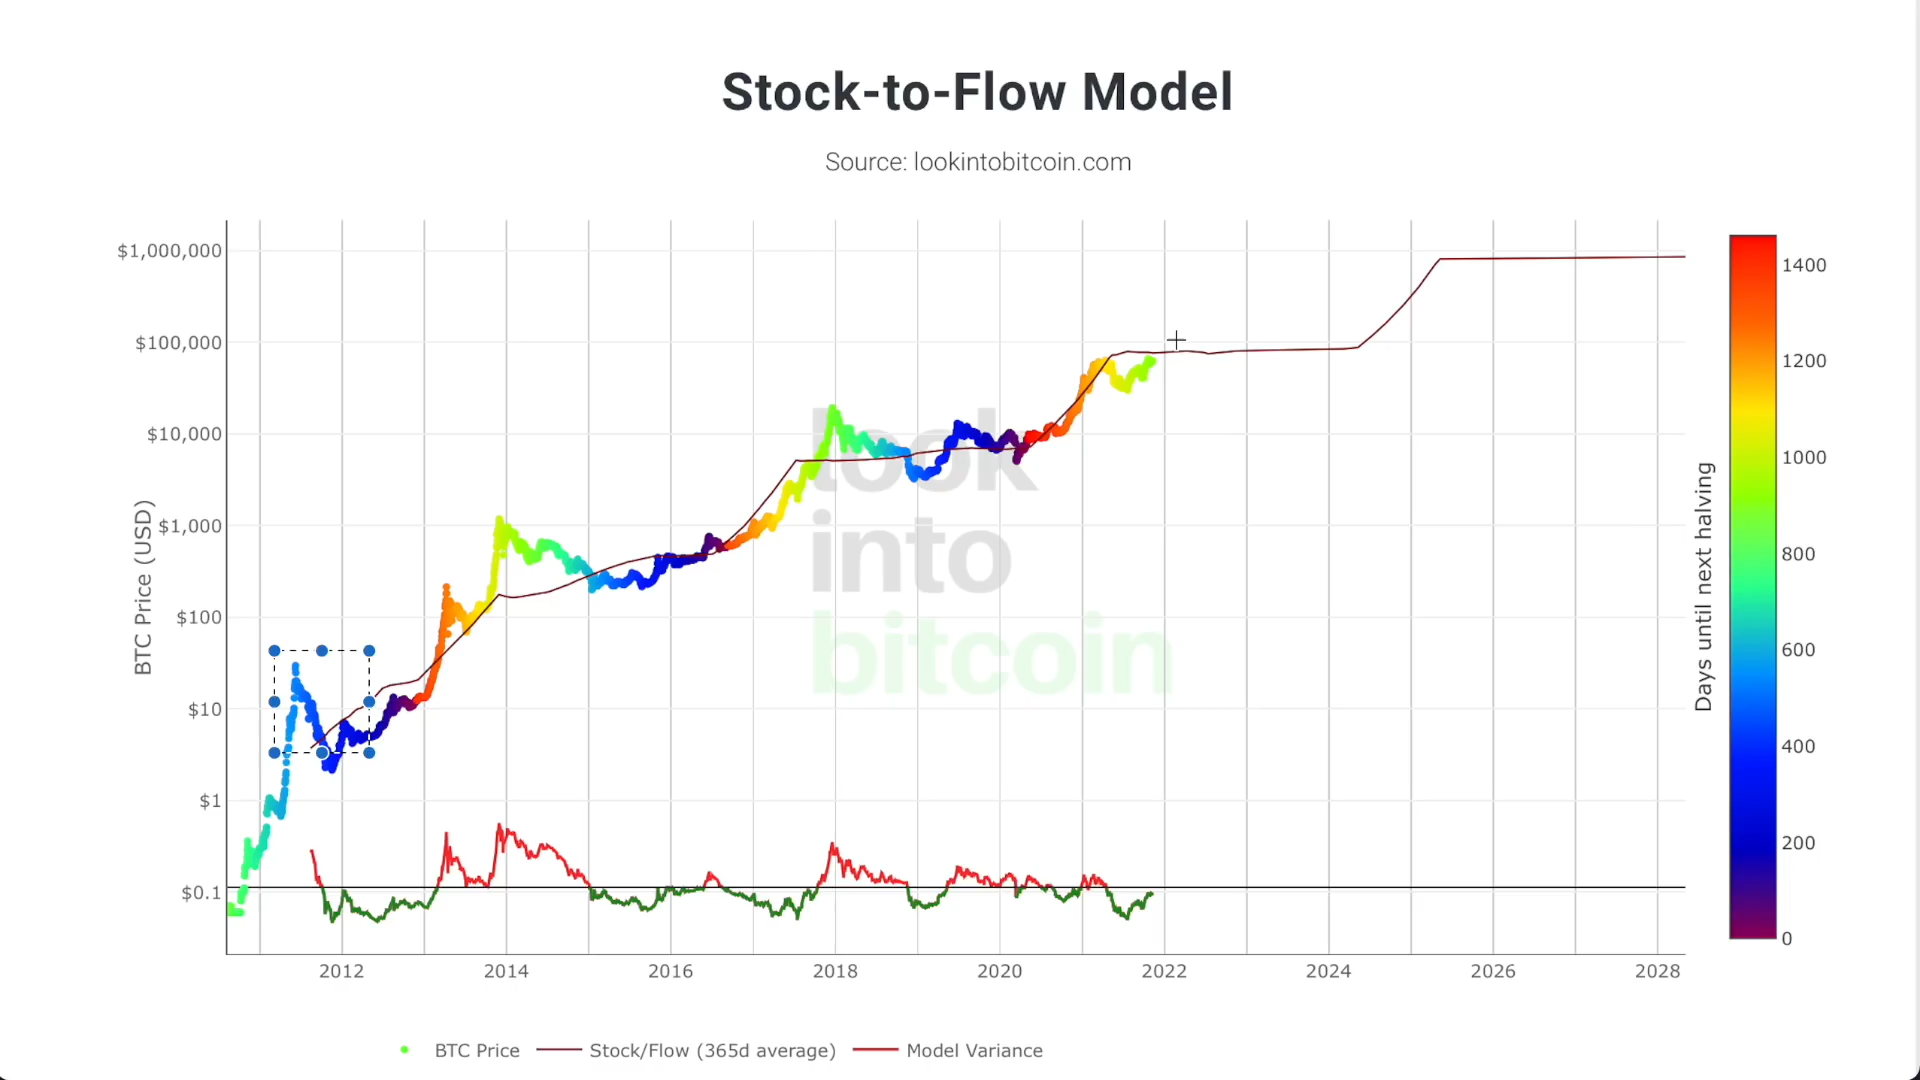 Stock-to-Flow Model
Source: lookintobitcoin.com
$1,000,000
$100,000
$10,000
$1,000
$100
$10
$1
$0.1
BTC Price (USD)
look
into
bitcoin
2012 2014 2016 2018 2020 2022 2024 2026 2028
1400
1200
1000
800
600
400
200
0
Days until next halving
BTC Price Stock/Flow (365d average) Model Variance